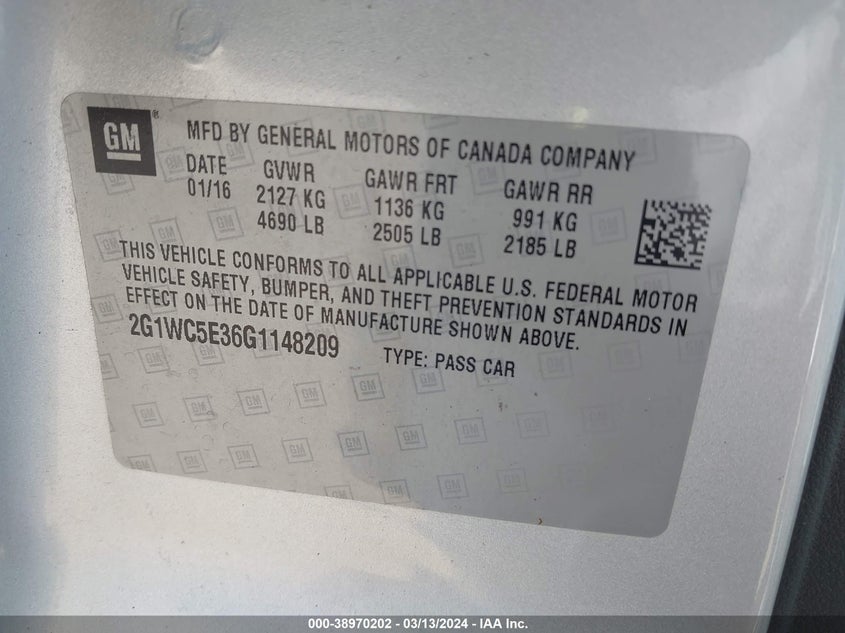 GM ®
MFD BY GENERAL MOTORS OF CANADA COMPANY
DATE GVWR GAWR FRT GAWR RR
01/16 2127 KG 1136 KG 991 KG
4690 LB 2505 LB 2185 LB
THIS VEHICLE CONFORMS TO ALL APPLICABLE U.S. FEDERAL MOTOR
VEHICLE SAFETY, BUMPER, AND THEFT PREVENTION STANDARDS IN
EFFECT ON THE DATE OF MANUFACTURE SHOWN ABOVE.
2G1WC5E36G1148209 TYPE: PASS CAR
000-38970202 - 03/13/2024 - IAA Inc.